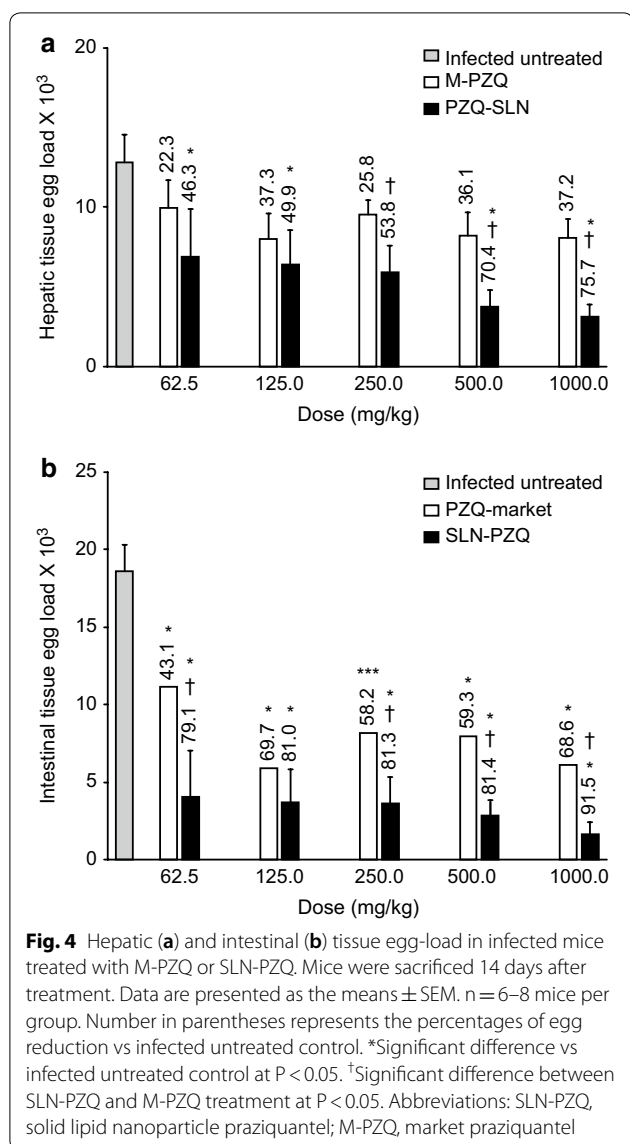 a
20
10
0
Hepatic tissue egg load X 10³
Infected untreated
M-PZQ
PZQ-SLN
22.3
46.3 *
37.3
49.9 *
25.8
53.8 †
36.1
70.4 † *
37.2
75.7 † *
62.5 125.0 250.0 500.0 1000.0
Dose (mg/kg)
b
25
20
15
10
5
0
Intestinal tissue egg load X 10³
Infected untreated
PZQ-market
SLN-PZQ
43.1 *
79.1 † *
69.7 *
81.0 *
58.2 ***
81.3 † *
59.3 *
81.4 † *
68.6 *
91.5 * †
62.5 125.0 250.0 500.0 1000.0
Dose (mg/kg)
Fig. 4 Hepatic (a) and intestinal (b) tissue egg-load in infected mice
treated with M-PZQ or SLN-PZQ. Mice were sacrificed 14 days after
treatment. Data are presented as the means ± SEM. n = 6–8 mice per
group. Number in parentheses represents the percentages of egg
reduction vs infected untreated control. *Significant difference vs
infected untreated control at P < 0.05. †Significant difference between
SLN-PZQ and M-PZQ treatment at P < 0.05. Abbreviations: SLN-PZQ,
solid lipid nanoparticle praziquantel; M-PZQ, market praziquantel